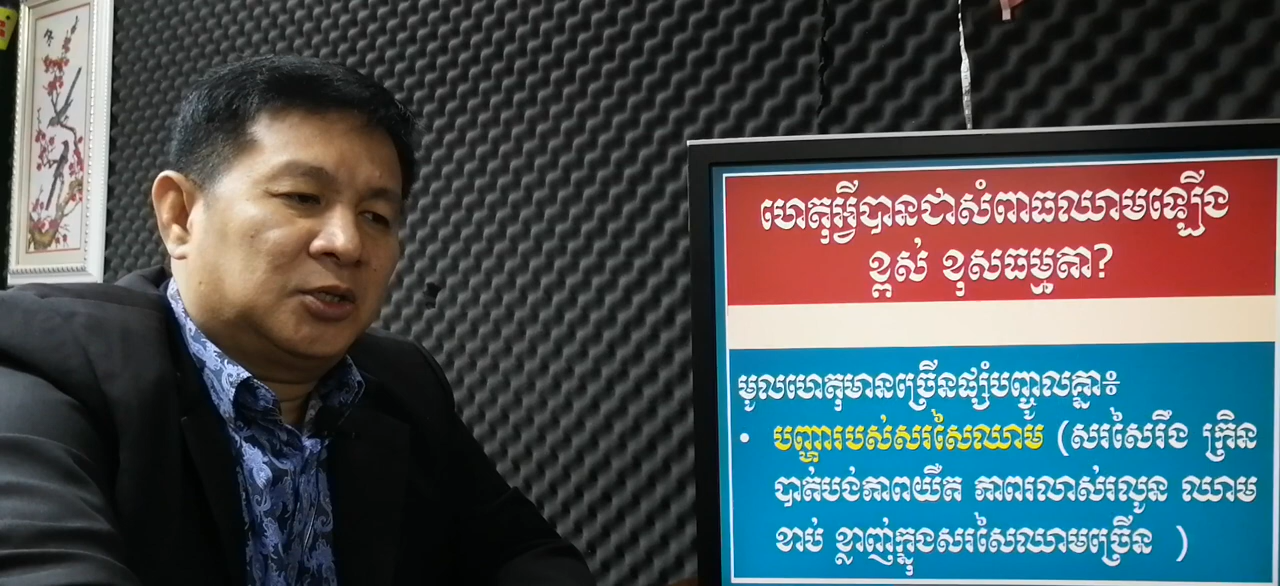 ហេតុអ្វីបានជាសំពាធឈាមឡើង
ខ្ពស់ ខុសធម្មតា?
មូលហេតុមានច្រើនផ្សំបញ្ចូលគ្នា៖
• បញ្ហារបស់សរសៃឈាម (សរសៃរឹង ក្រិន
បាត់បង់ភាពយឺត ភាពរលាស់រលូន ឈាម
ខាប់ ខ្លាញ់ក្នុងសរសៃឈាមច្រើន )